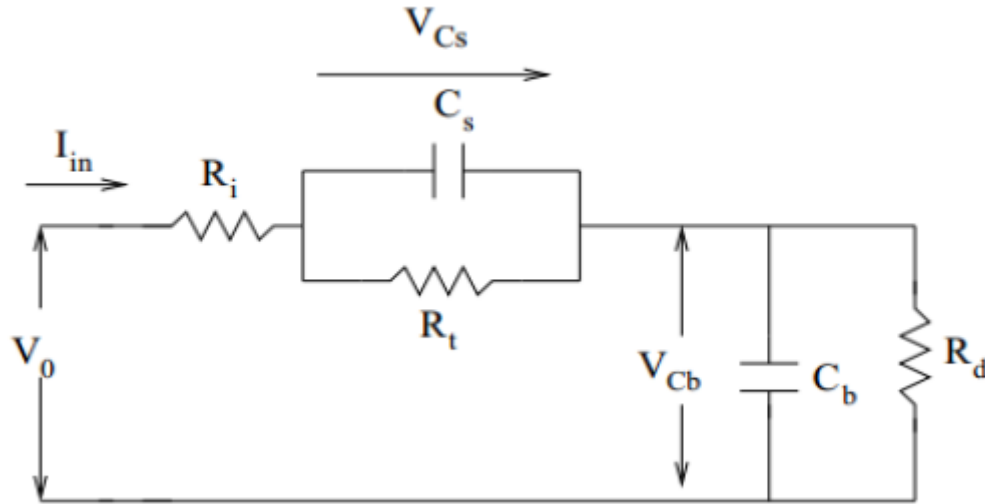 V_Cs
C_s
I_in
R_i
R_t
V_0
V_Cb
C_b
R_d